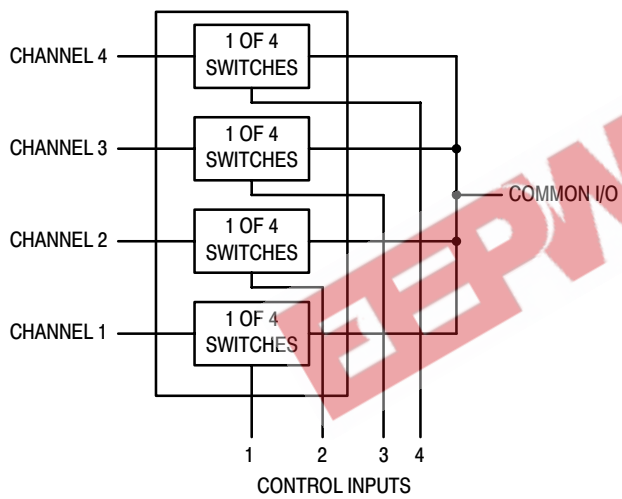 CHANNEL 4
1 OF 4
SWITCHES
CHANNEL 3
1 OF 4
SWITCHES
COMMON I/O
CHANNEL 2
1 OF 4
SWITCHES
CHANNEL 1
1 OF 4
SWITCHES
1 2 3 4
CONTROL INPUTS
EEPW